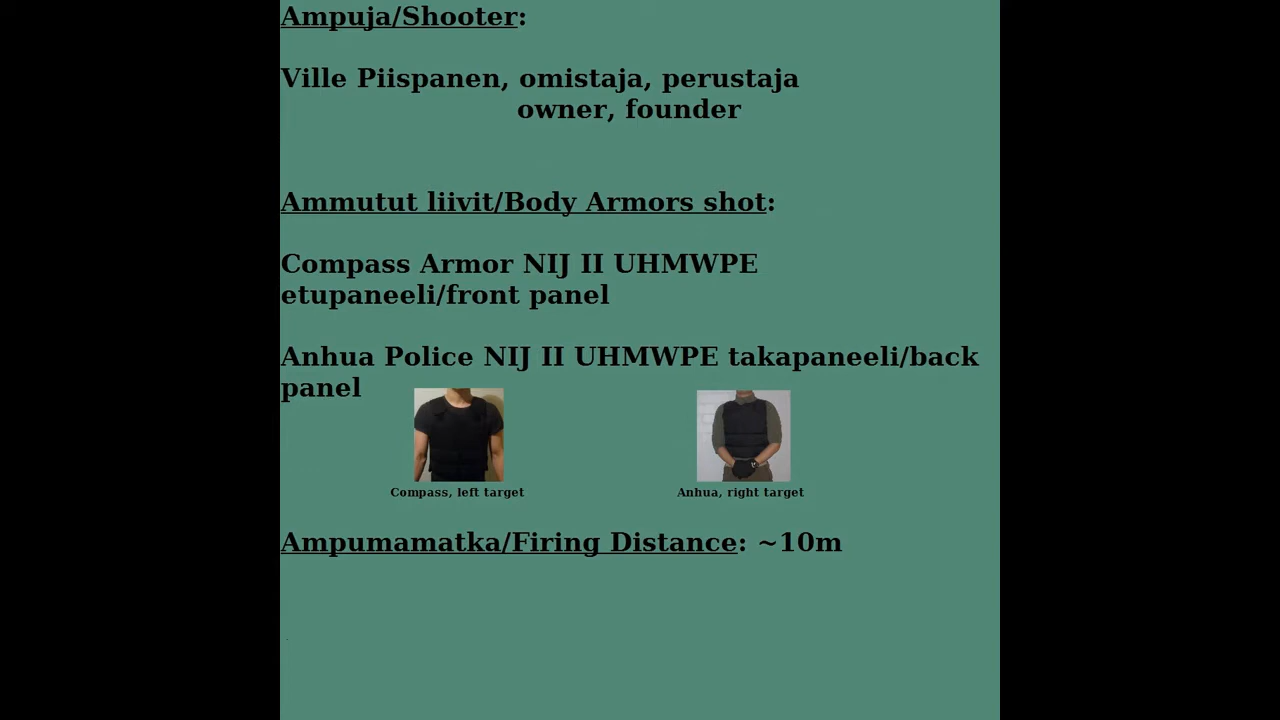 Ampuja/Shooter:
Ville Piispanen, omistaja, perustaja
owner, founder
Ammutut liivit/Body Armors shot:
Compass Armor NIJ II UHMWPE
etupaneeli/front panel
Anhua Police NIJ II UHMWPE takapaneeli/back
panel
Compass, left target
Anhua, right target
Ampumamatka/Firing Distance: ~10m